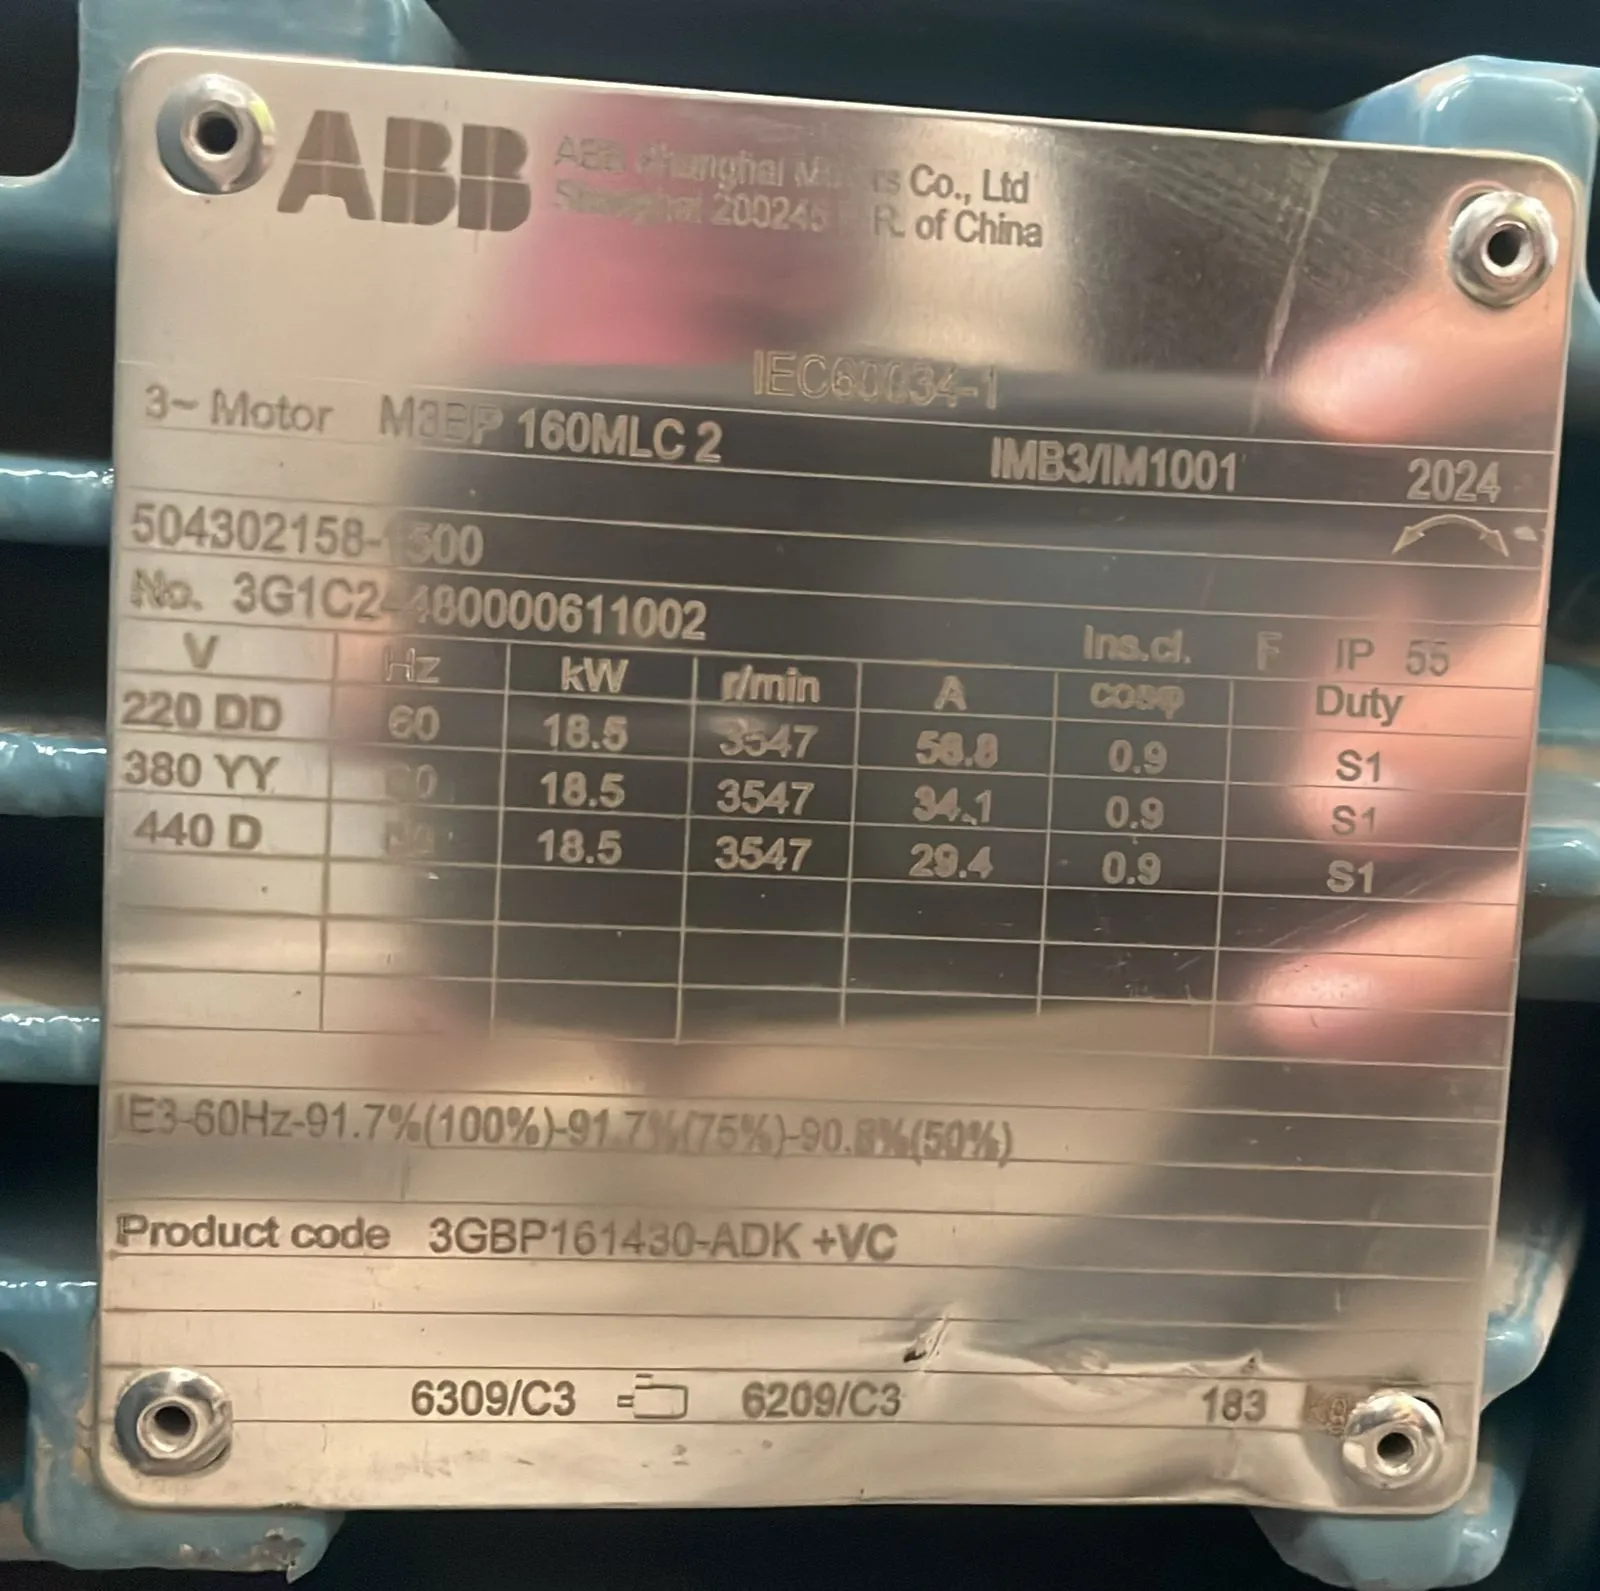 ABB
ABB Shanghai Motors Co., Ltd
Shanghai 200245 R. of China
IEC60034-1
3~ Motor M3BP 160MLC 2 IMB3/IM1001 2024
504302158-1500
No. 3G1C2-480000611002 Ins.cl. F IP 55
V Hz kW r/min A cosφ Duty
220 DD 60 18.5 3547 58.8 0.9 S1
380 YY 60 18.5 3547 34.1 0.9 S1
440 D 18.5 3547 29.4 0.9 S1
IE3-60Hz-91.7%(100%)-91.7%(75%)-90.8%(50%)
Product code 3GBP161430-ADK +VC
6309/C3 6209/C3 183 kg